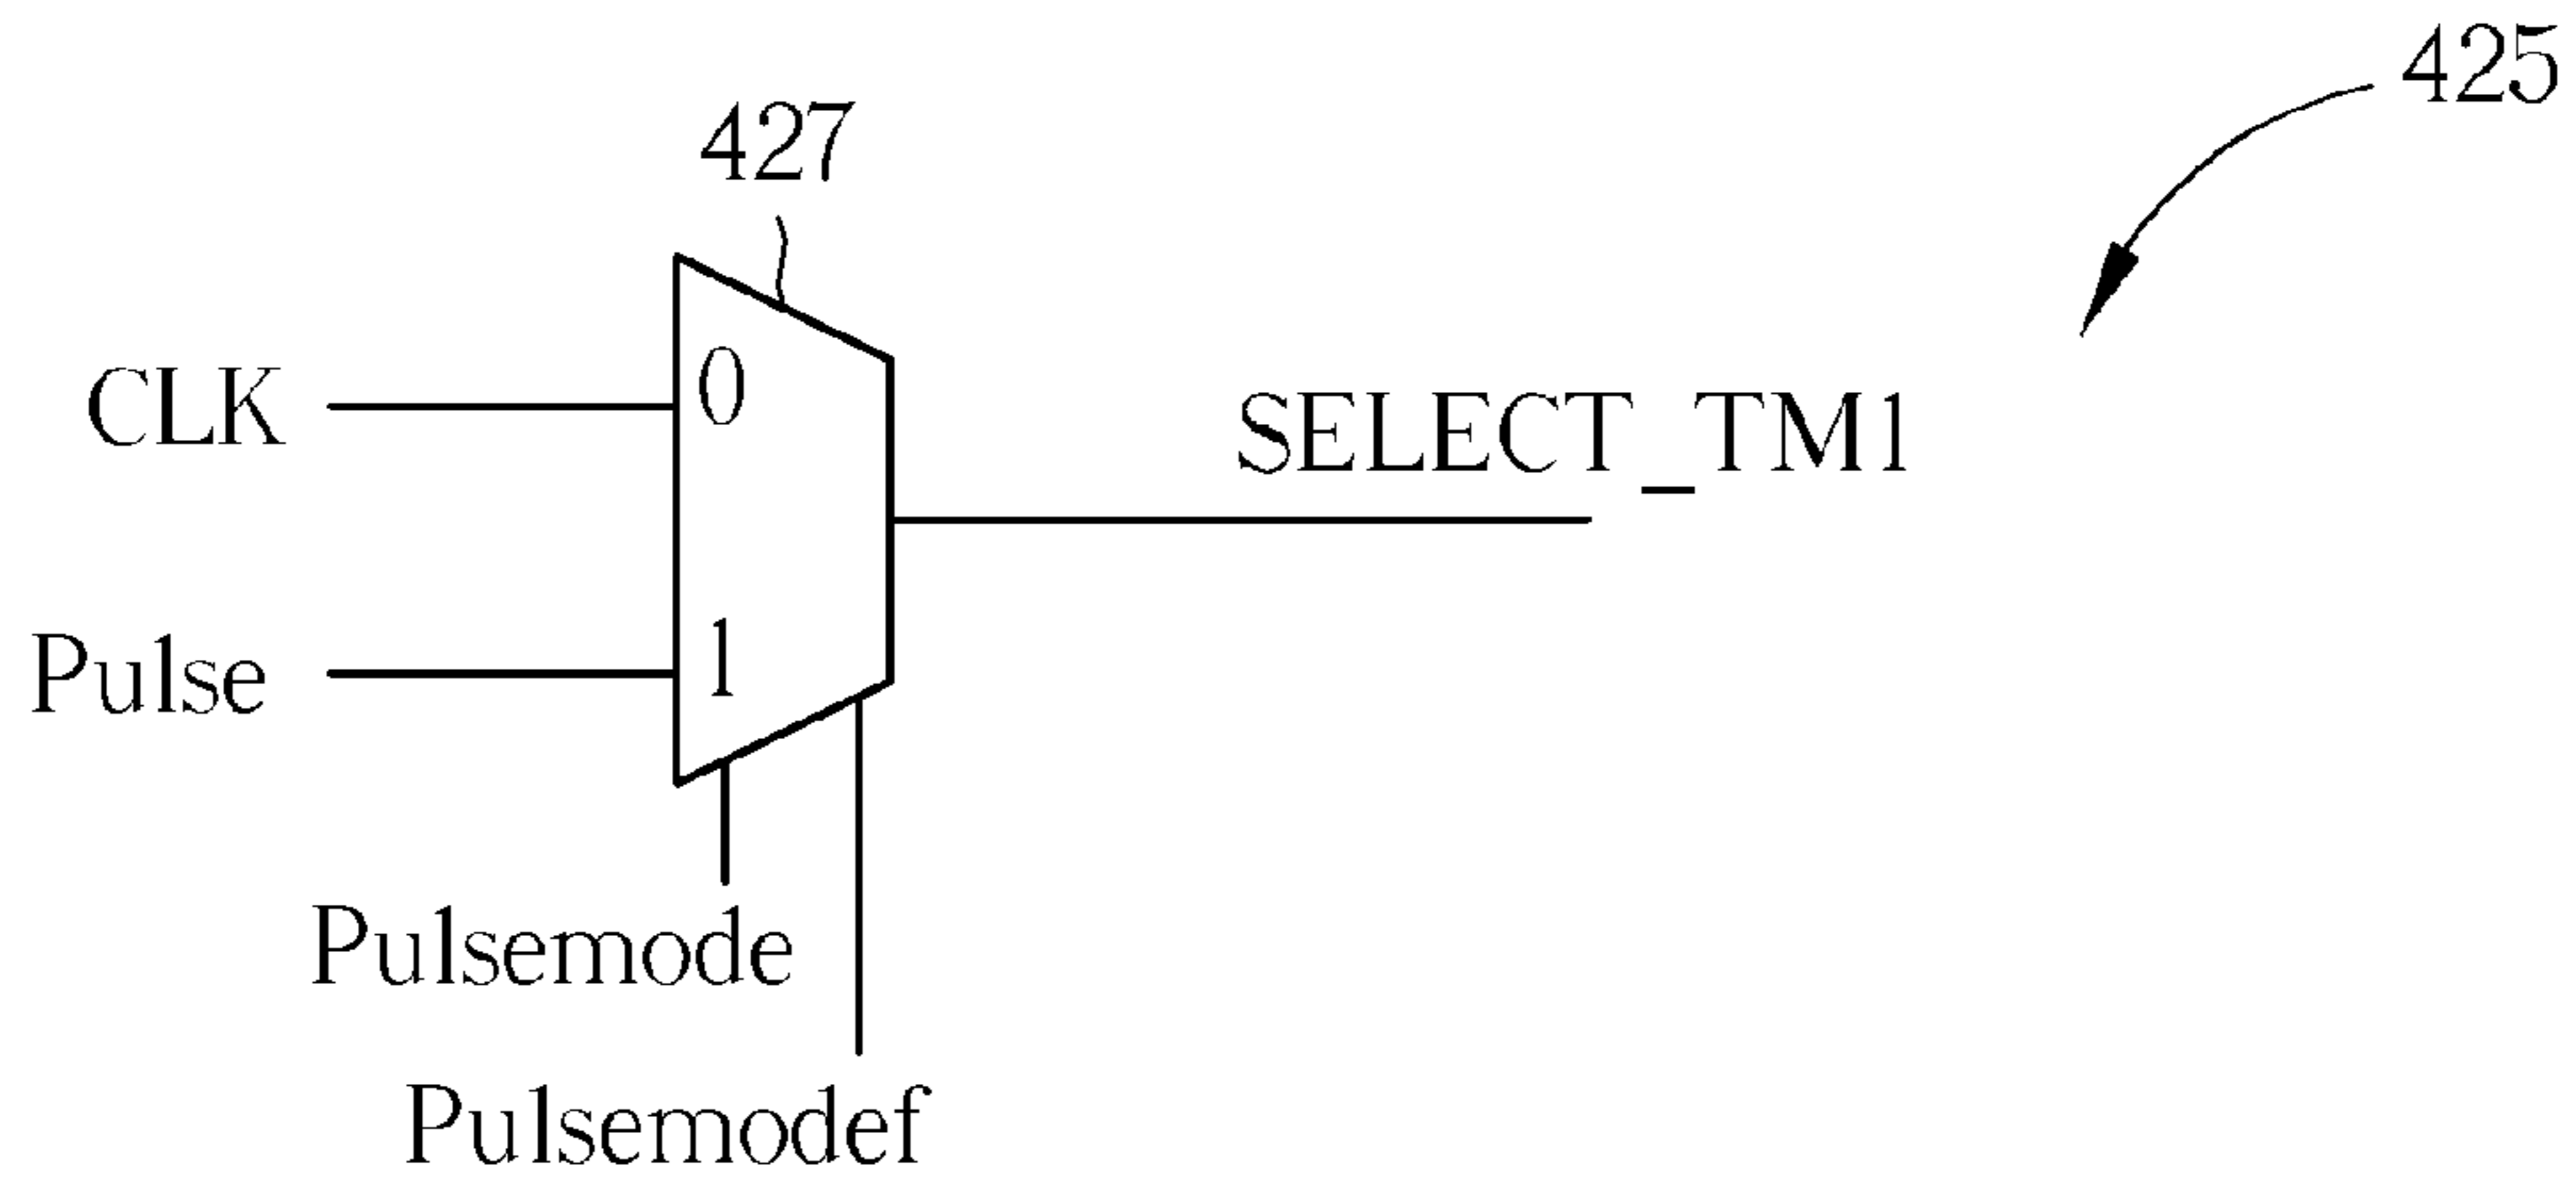 425
427
CLK
0
SELECT_TM1
Pulse
1
Pulsemode
Pulsemodef